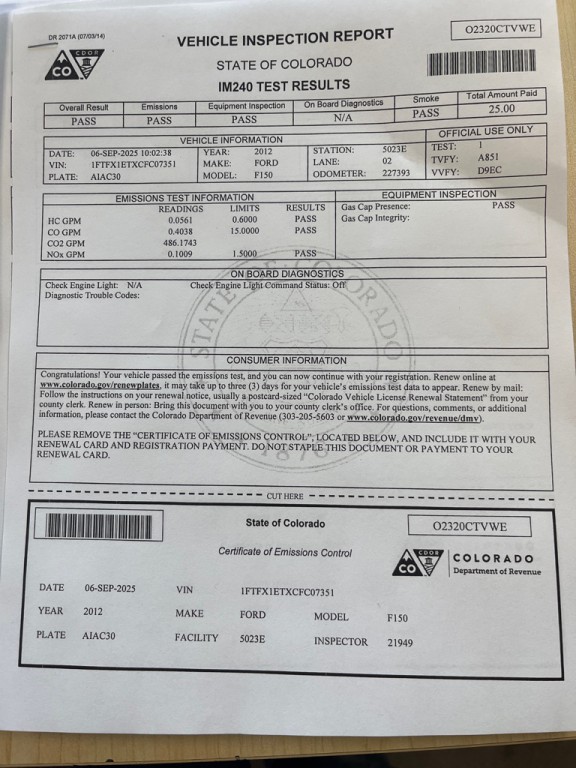 DR 2071A (07/03/14)
VEHICLE INSPECTION REPORT
O2320CTVWE
CDOR
CO
STATE OF COLORADO
IM240 TEST RESULTS
Overall Result Emissions Equipment Inspection On Board Diagnostics Smoke Total Amount Paid
PASS PASS PASS N/A PASS 25.00
VEHICLE INFORMATION OFFICIAL USE ONLY
DATE: 06-SEP-2025 10:02:38 YEAR: 2012 STATION: 5023E TEST: 1
VIN: 1FTFX1ETXCFC07351 MAKE: FORD LANE: 02 TVFY: A851
PLATE: AIAC30 MODEL: F150 ODOMETER: 227393 VVFY: D9EC
EMISSIONS TEST INFORMATION EQUIPMENT INSPECTION
READINGS LIMITS RESULTS Gas Cap Presence: PASS
HC GPM 0.0561 0.6000 PASS Gas Cap Integrity:
CO GPM 0.4038 15.0000 PASS
CO2 GPM 486.1743
NOx GPM 0.1009 1.5000 PASS
ON BOARD DIAGNOSTICS
Check Engine Light: N/A Check Engine Light Command Status: Off
Diagnostic Trouble Codes:
STATE OF COLORADO
1876
CONSUMER INFORMATION
Congratulations! Your vehicle passed the emissions test, and you can now continue with your registration. Renew online at
www.colorado.gov/renewplates, it may take up to three (3) days for your vehicle's emissions test data to appear. Renew by mail:
Follow the instructions on your renewal notice, usually a postcard-sized "Colorado Vehicle License Renewal Statement" from your
county clerk. Renew in person: Bring this document with you to your county clerk's office. For questions, comments, or additional
information, please contact the Colorado Department of Revenue (303-205-5603 or www.colorado.gov/revenue/dmv).
PLEASE REMOVE THE "CERTIFICATE OF EMISSIONS CONTROL", LOCATED BELOW, AND INCLUDE IT WITH YOUR
RENEWAL CARD AND REGISTRATION PAYMENT. DO NOT STAPLE THIS DOCUMENT OR PAYMENT TO YOUR
RENEWAL CARD.
CUT HERE
State of Colorado
O2320CTVWE
Certificate of Emissions Control
CDOR
CO
COLORADO
Department of Revenue
DATE 06-SEP-2025 VIN 1FTFX1ETXCFC07351
YEAR 2012 MAKE FORD MODEL F150
PLATE AIAC30 FACILITY 5023E INSPECTOR 21949